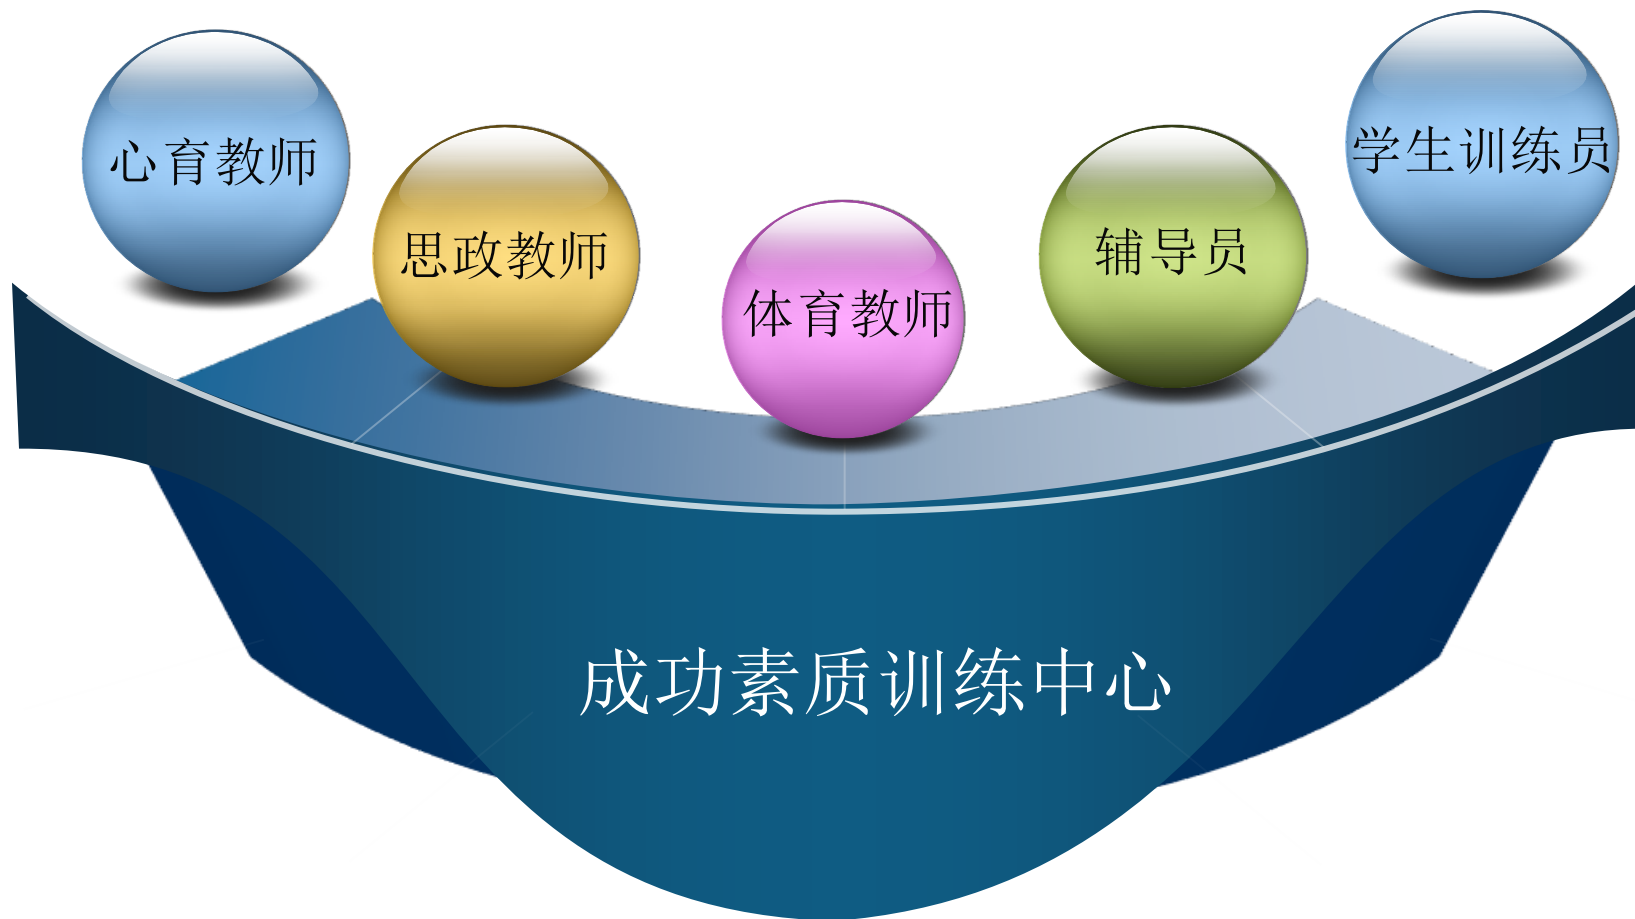 心育教师
思政教师
体育教师
辅导员
学生训练员
成功素质训练中心